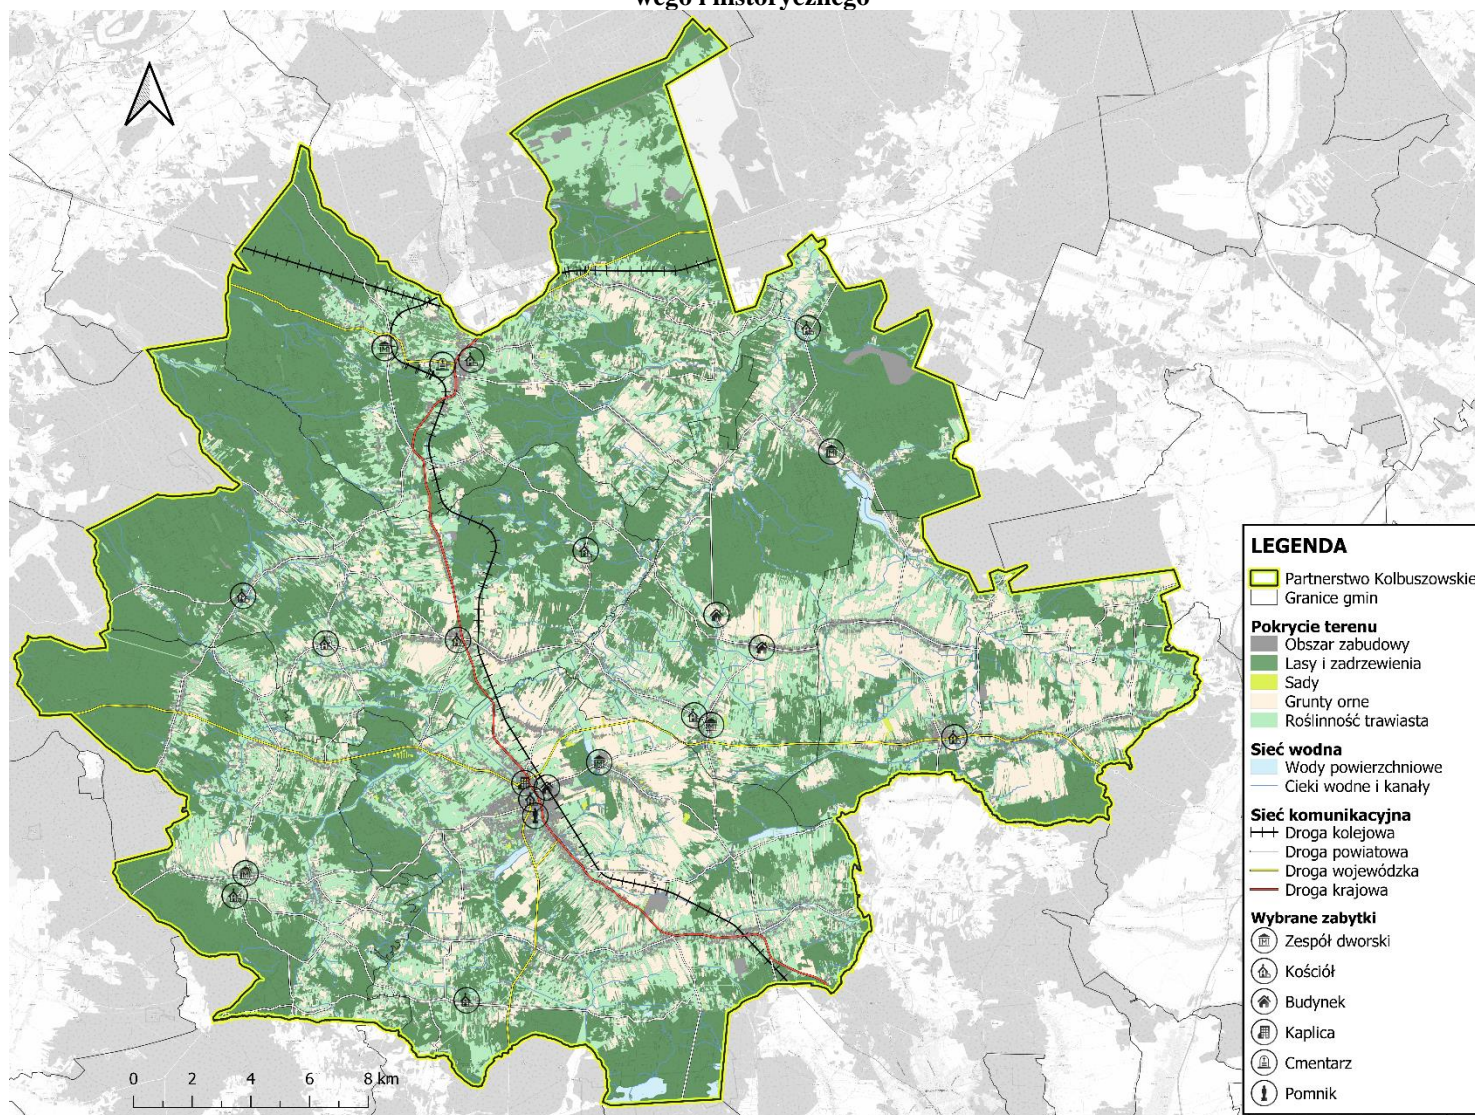 wego i historycznego
LEGENDA
Partnerstwo Kolbuszowskie
Granice gmin
Pokrycie terenu
Obszar zabudowy
Lasy i zadrzewienia
Sady
Grunty orne
Roślinność trawiasta
Sieć wodna
Wody powierzchniowe
Cieki wodne i kanały
Sieć komunikacyjna
Droga kolejowa
Droga powiatowa
Droga wojewódzka
Droga krajowa
Wybrane zabytki
Zespół dworski
Kościół
Budynek
Kaplica
Cmentarz
Pomnik
0 2 4 6 8 km